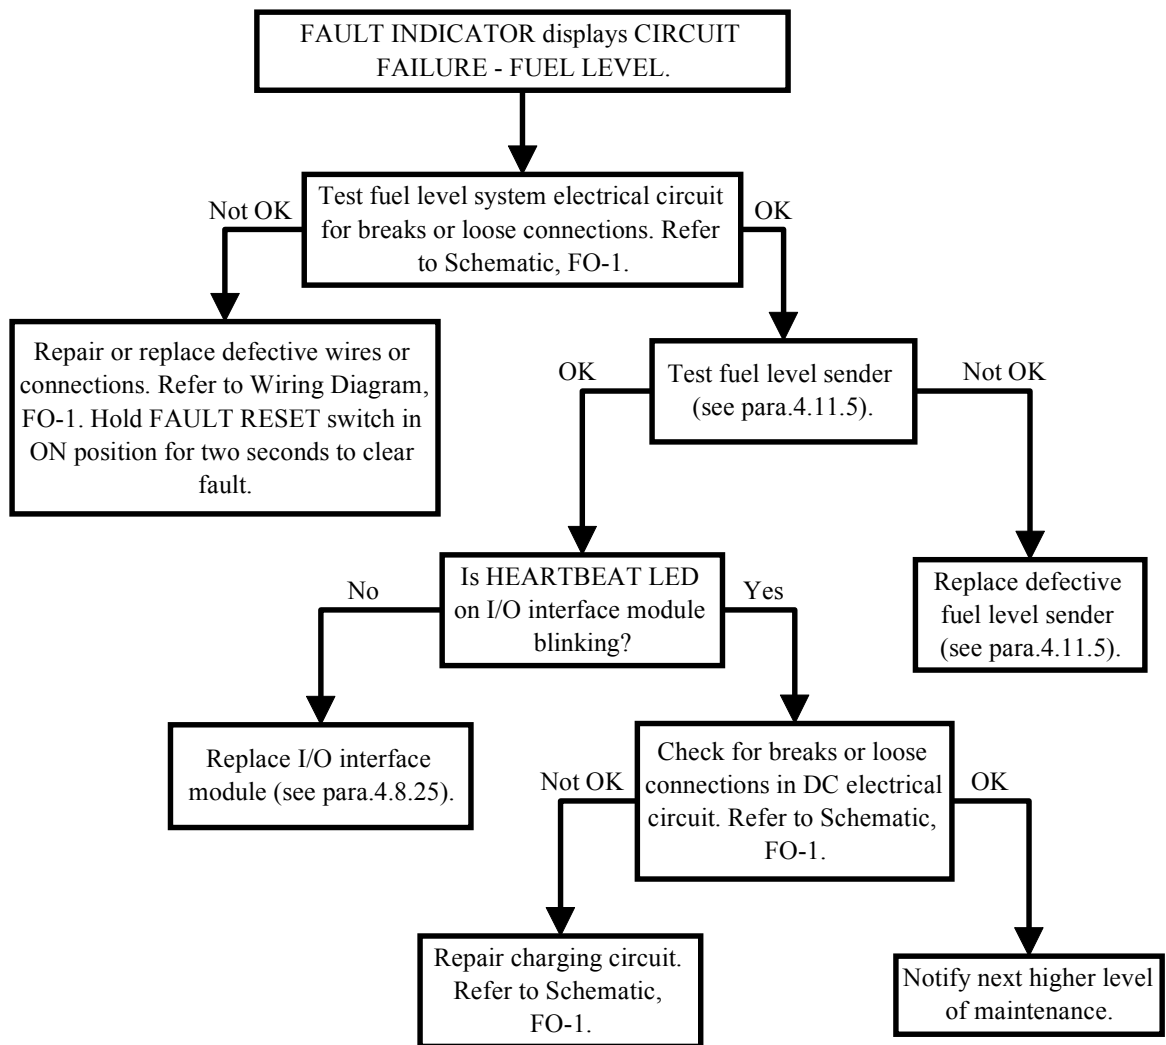 FAULT INDICATOR displays CIRCUIT
FAILURE - FUEL LEVEL.
Not OK
Test fuel level system electrical circuit
for breaks or loose connections. Refer
to Schematic, FO-1.
OK
Repair or replace defective wires or
connections. Refer to Wiring Diagram,
FO-1. Hold FAULT RESET switch in
ON position for two seconds to clear
fault.
OK
Test fuel level sender
(see para.4.11.5).
Not OK
No
Is HEARTBEAT LED
on I/O interface module
blinking?
Yes
Replace defective
fuel level sender
(see para.4.11.5).
Replace I/O interface
module (see para.4.8.25).
Not OK
Check for breaks or loose
connections in DC electrical
circuit. Refer to Schematic,
FO-1.
OK
Repair charging circuit.
Refer to Schematic,
FO-1.
Notify next higher level
of maintenance.